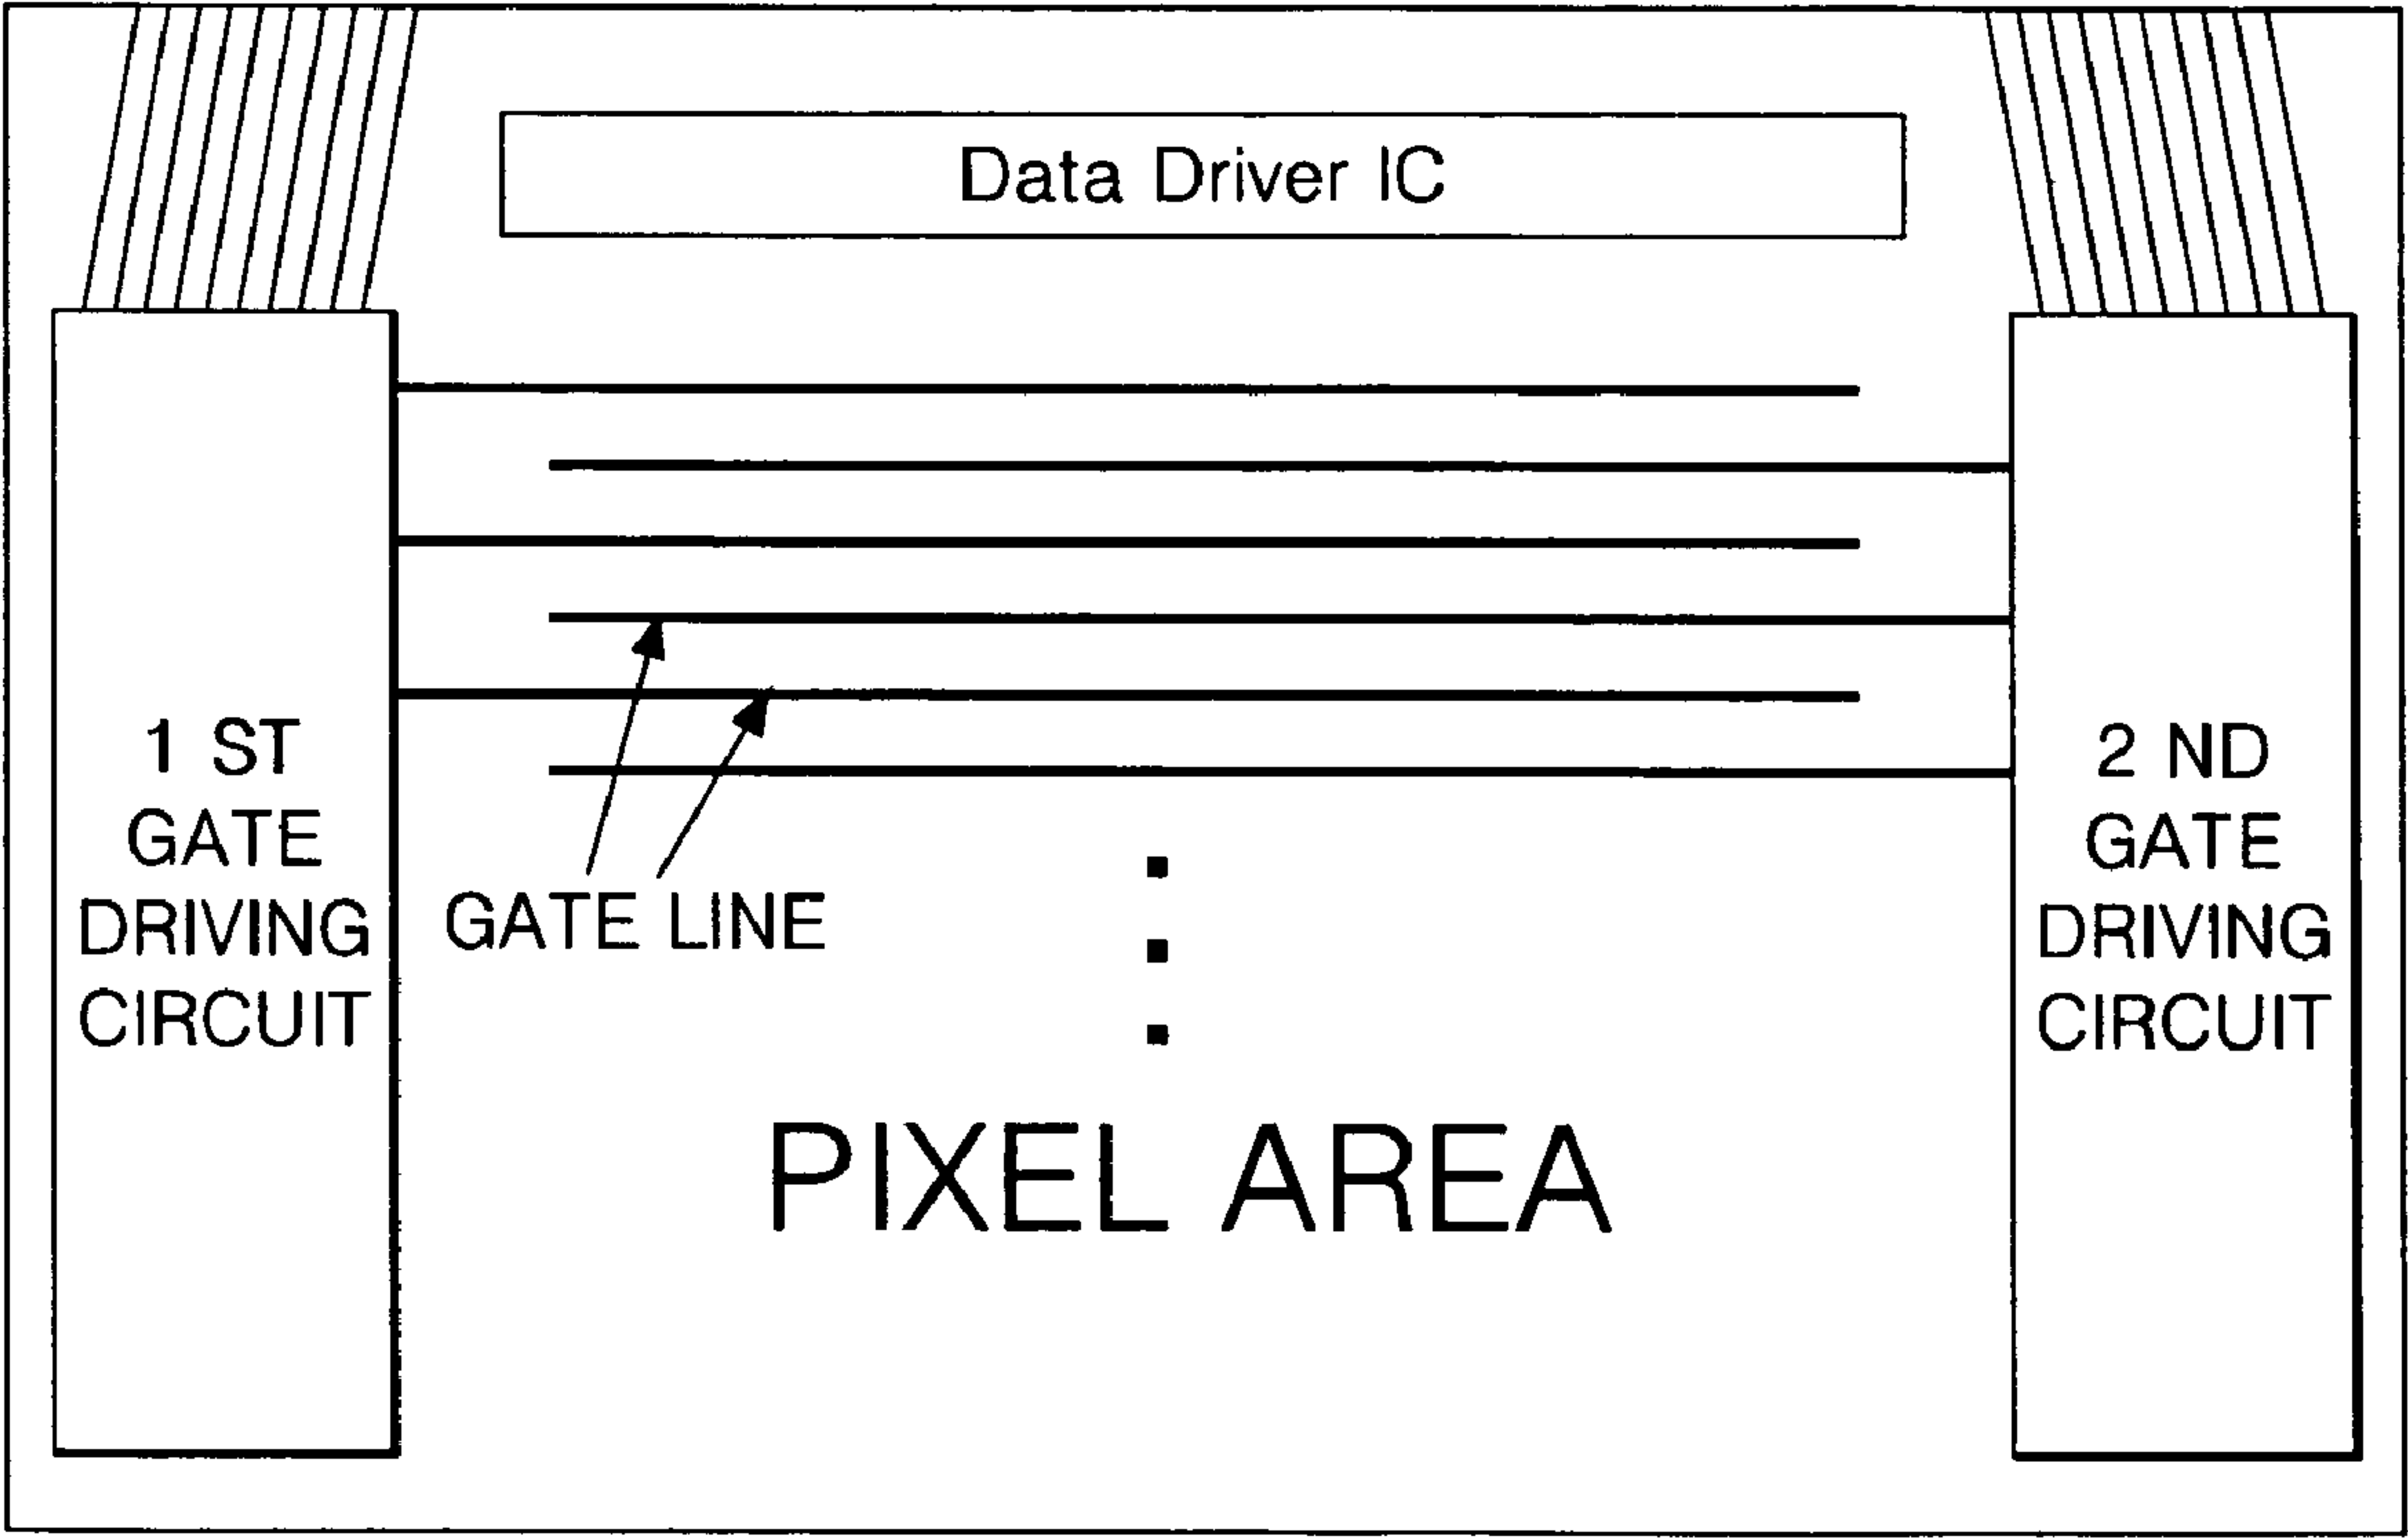 Data Driver IC
1 ST
GATE
DRIVING
CIRCUIT
GATE LINE
2 ND
GATE
DRIVING
CIRCUIT
PIXEL AREA